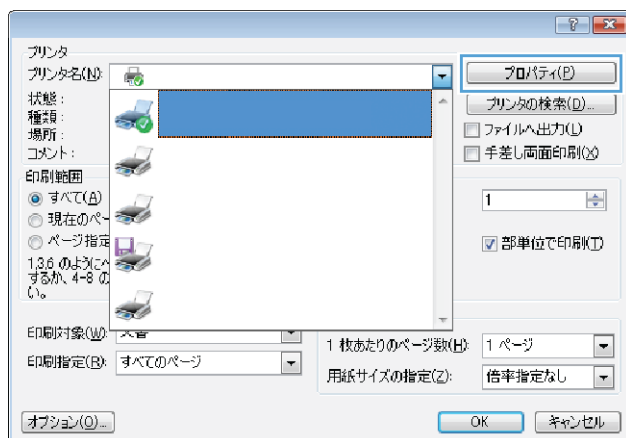 プリンタ
プリンタ名(N):
プロパティ(P)
状態:
種類:
場所:
コメント:
プリンタの検索(D)...
ファイルへ出力(L)
手差し両面印刷(X)
印刷範囲
すべて(A)
現在のペー
ページ指定
1,3,6 のようにペ
するか、4-8 の
い。
1
部単位で印刷(T)
印刷対象(W):
印刷指定(R):
すべてのページ
1 枚あたりのページ数(H):
1 ページ
用紙サイズの指定(Z):
倍率指定なし
オプション(O)...
OK
キャンセル